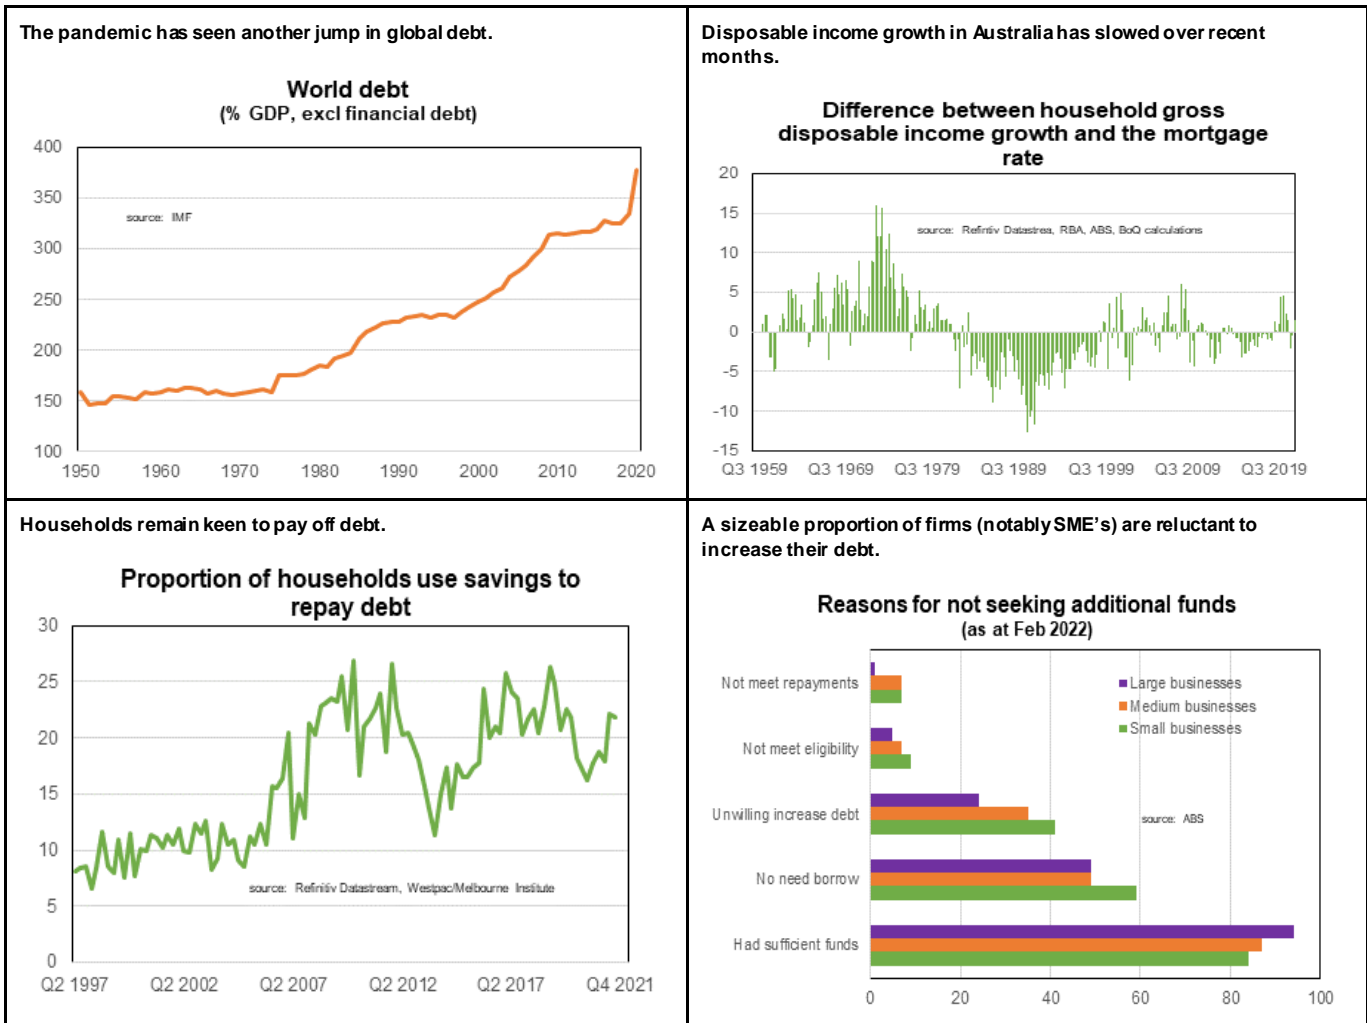 The pandemic has seen another jump in global debt.
World debt
(% GDP, excl financial debt)
400
350
300
250
200
150
100
source: IMF
1950 1960 1970 1980 1990 2000 2010 2020
Disposable income growth in Australia has slowed over recent
months.
Difference between household gross
disposable income growth and the mortgage
rate
20
15
10
5
0
-5
-10
-15
source: Refintiv Datastrea, RBA, ABS, BoQ calculations
Q3 1959 Q3 1969 Q3 1979 Q3 1989 Q3 1999 Q3 2009 Q3 2019
Households remain keen to pay off debt.
Proportion of households use savings to
repay debt
30
25
20
15
10
5
0
source: Refinitiv Datastream, Westpac/Melbourne Institute
Q2 1997 Q2 2002 Q2 2007 Q2 2012 Q2 2017 Q4 2021
A sizeable proportion of firms (notably SME's) are reluctant to
increase their debt.
Reasons for not seeking additional funds
(as at Feb 2022)
Not meet repayments
Not meet eligibility
Unwilling increase debt
No need borrow
Had sufficient funds
Large businesses
Medium businesses
Small businesses
source: ABS
0 20 40 60 80 100